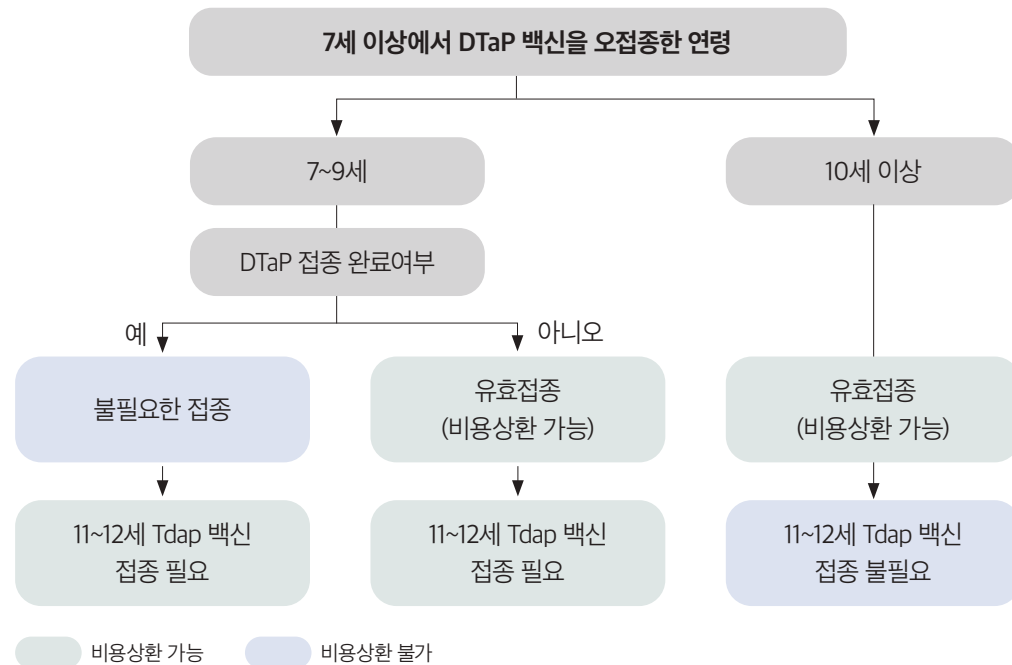 7세 이상에서 DTaP 백신을 오접종한 연령
7~9세
10세 이상
DTaP 접종 완료여부
예
아니오
불필요한 접종
유효접종
(비용상환 가능)
유효접종
(비용상환 가능)
11~12세 Tdap 백신
접종 필요
11~12세 Tdap 백신
접종 필요
11~12세 Tdap 백신
접종 불필요
비용상환 가능
비용상환 불가